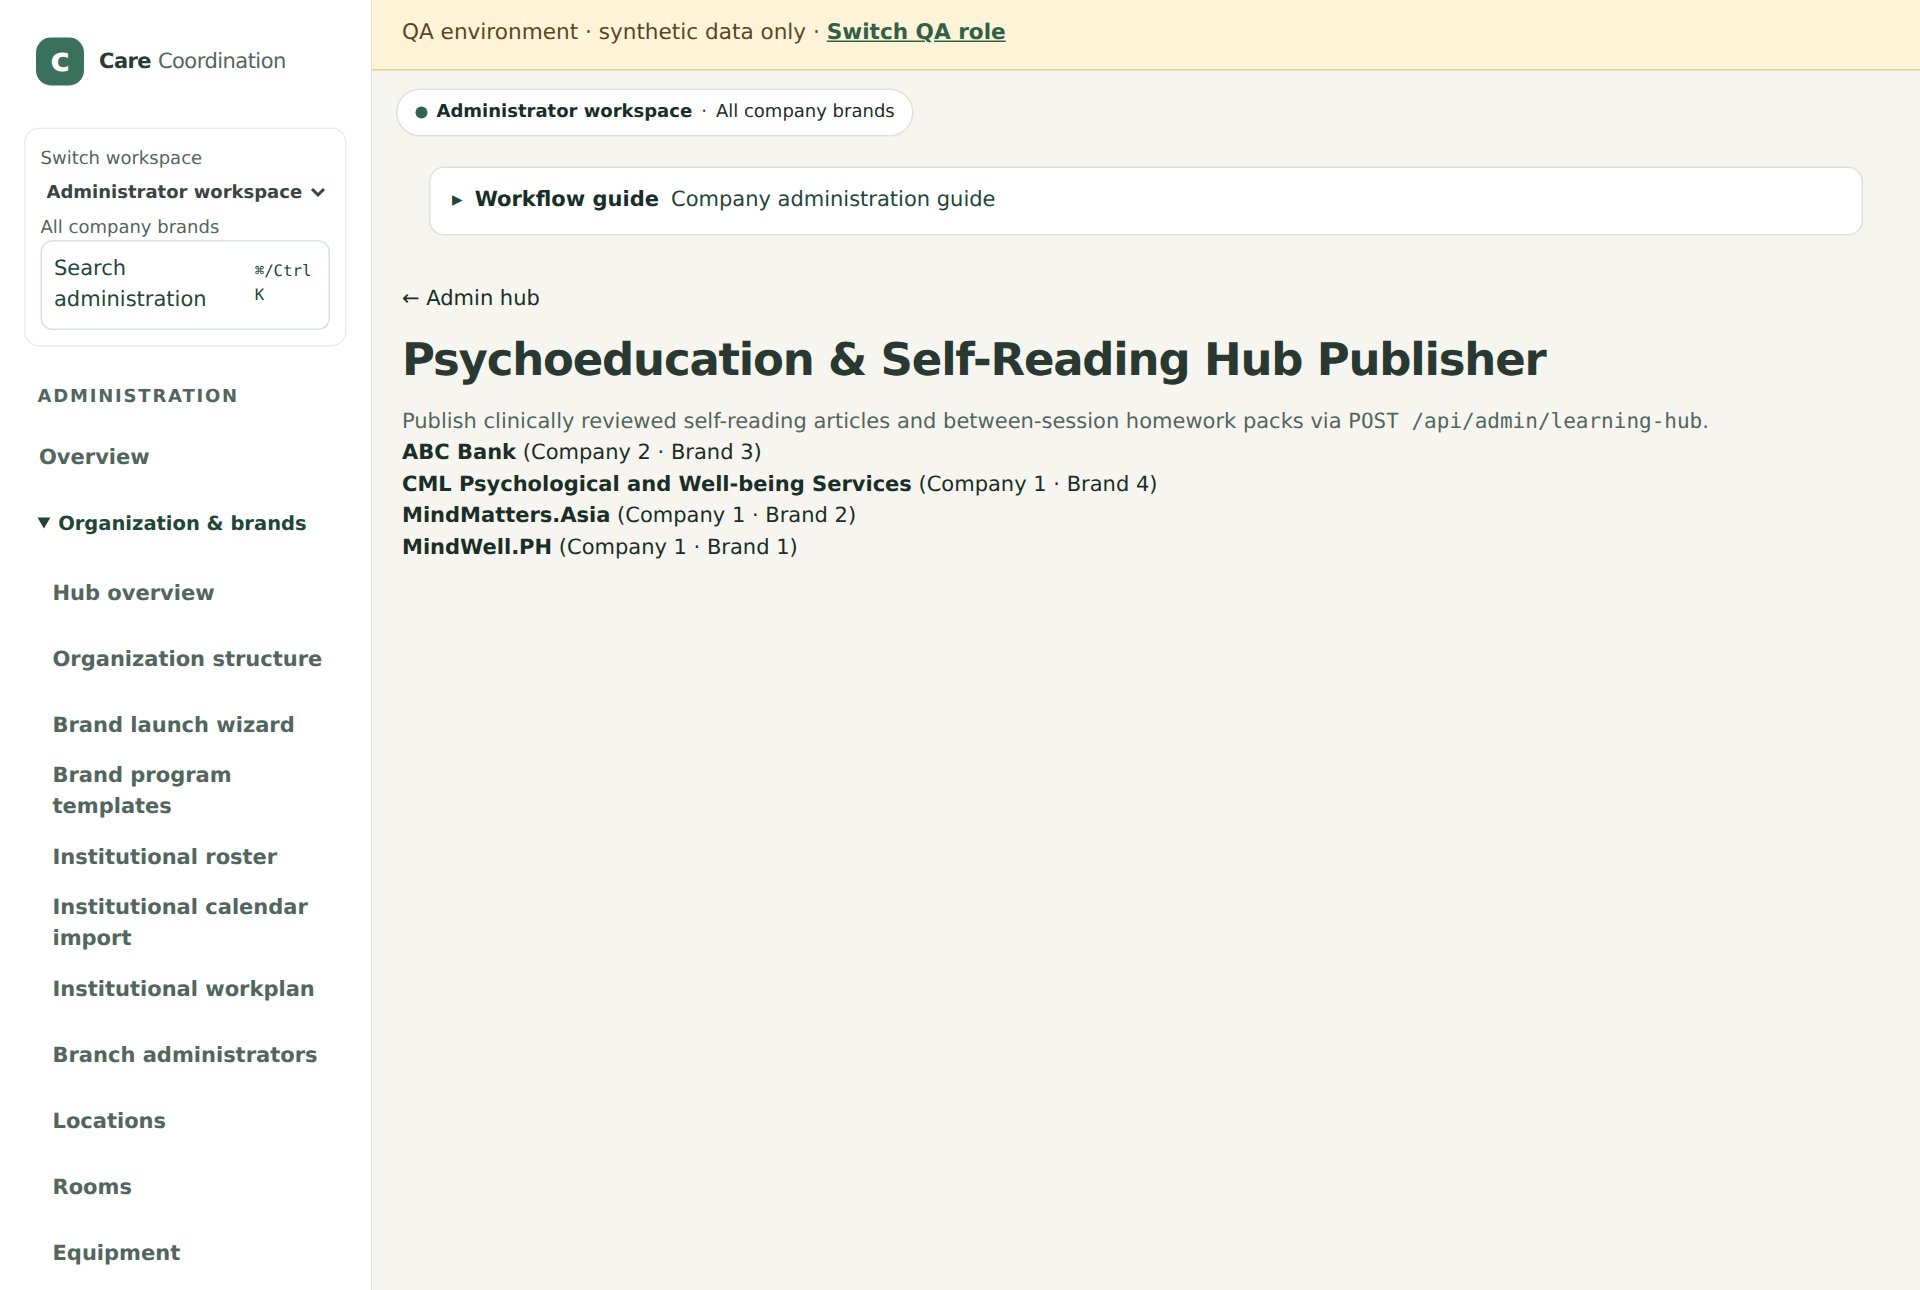 C
Care Coordination
Switch workspace
Administrator workspace
All company brands
Search administration
⌘/Ctrl K
ADMINISTRATION
Overview
▼ Organization & brands
Hub overview
Organization structure
Brand launch wizard
Brand program
templates
Institutional roster
Institutional calendar
import
Institutional workplan
Branch administrators
Locations
Rooms
Equipment
QA environment · synthetic data only · Switch QA role
Administrator workspace · All company brands
▸ Workflow guide Company administration guide
← Admin hub
Psychoeducation & Self-Reading Hub Publisher
Publish clinically reviewed self-reading articles and between-session homework packs via POST /api/admin/learning-hub.
ABC Bank (Company 2 · Brand 3)
CML Psychological and Well-being Services (Company 1 · Brand 4)
MindMatters.Asia (Company 1 · Brand 2)
MindWell.PH (Company 1 · Brand 1)